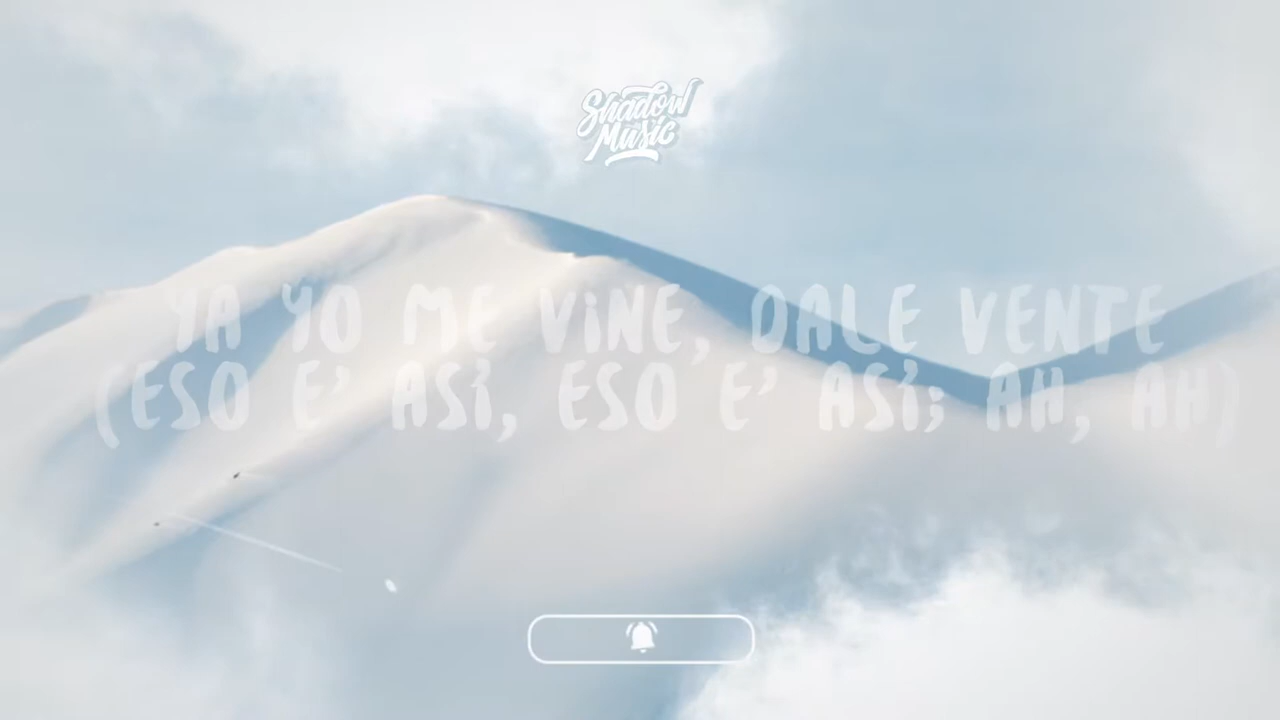 Shadow
Music
YA YO ME ViNE, DALE VENTE
(ESO E' ASÍ, ESO E' ASÍ; AH, AH)